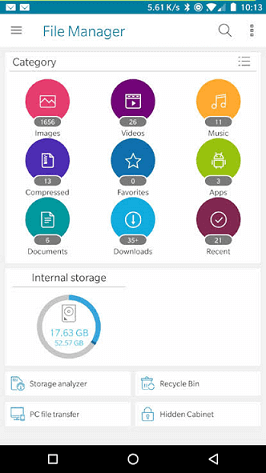 5.61 K/s 10:13
File Manager
Category
1656 26 11
Images Videos Music
13 0 3
Compressed Favorites Apps
6 35+ 21
Documents Downloads Recent
Internal storage
17.63 GB
52.57 GB
Storage analyzer Recycle Bin
PC file transfer Hidden Cabinet